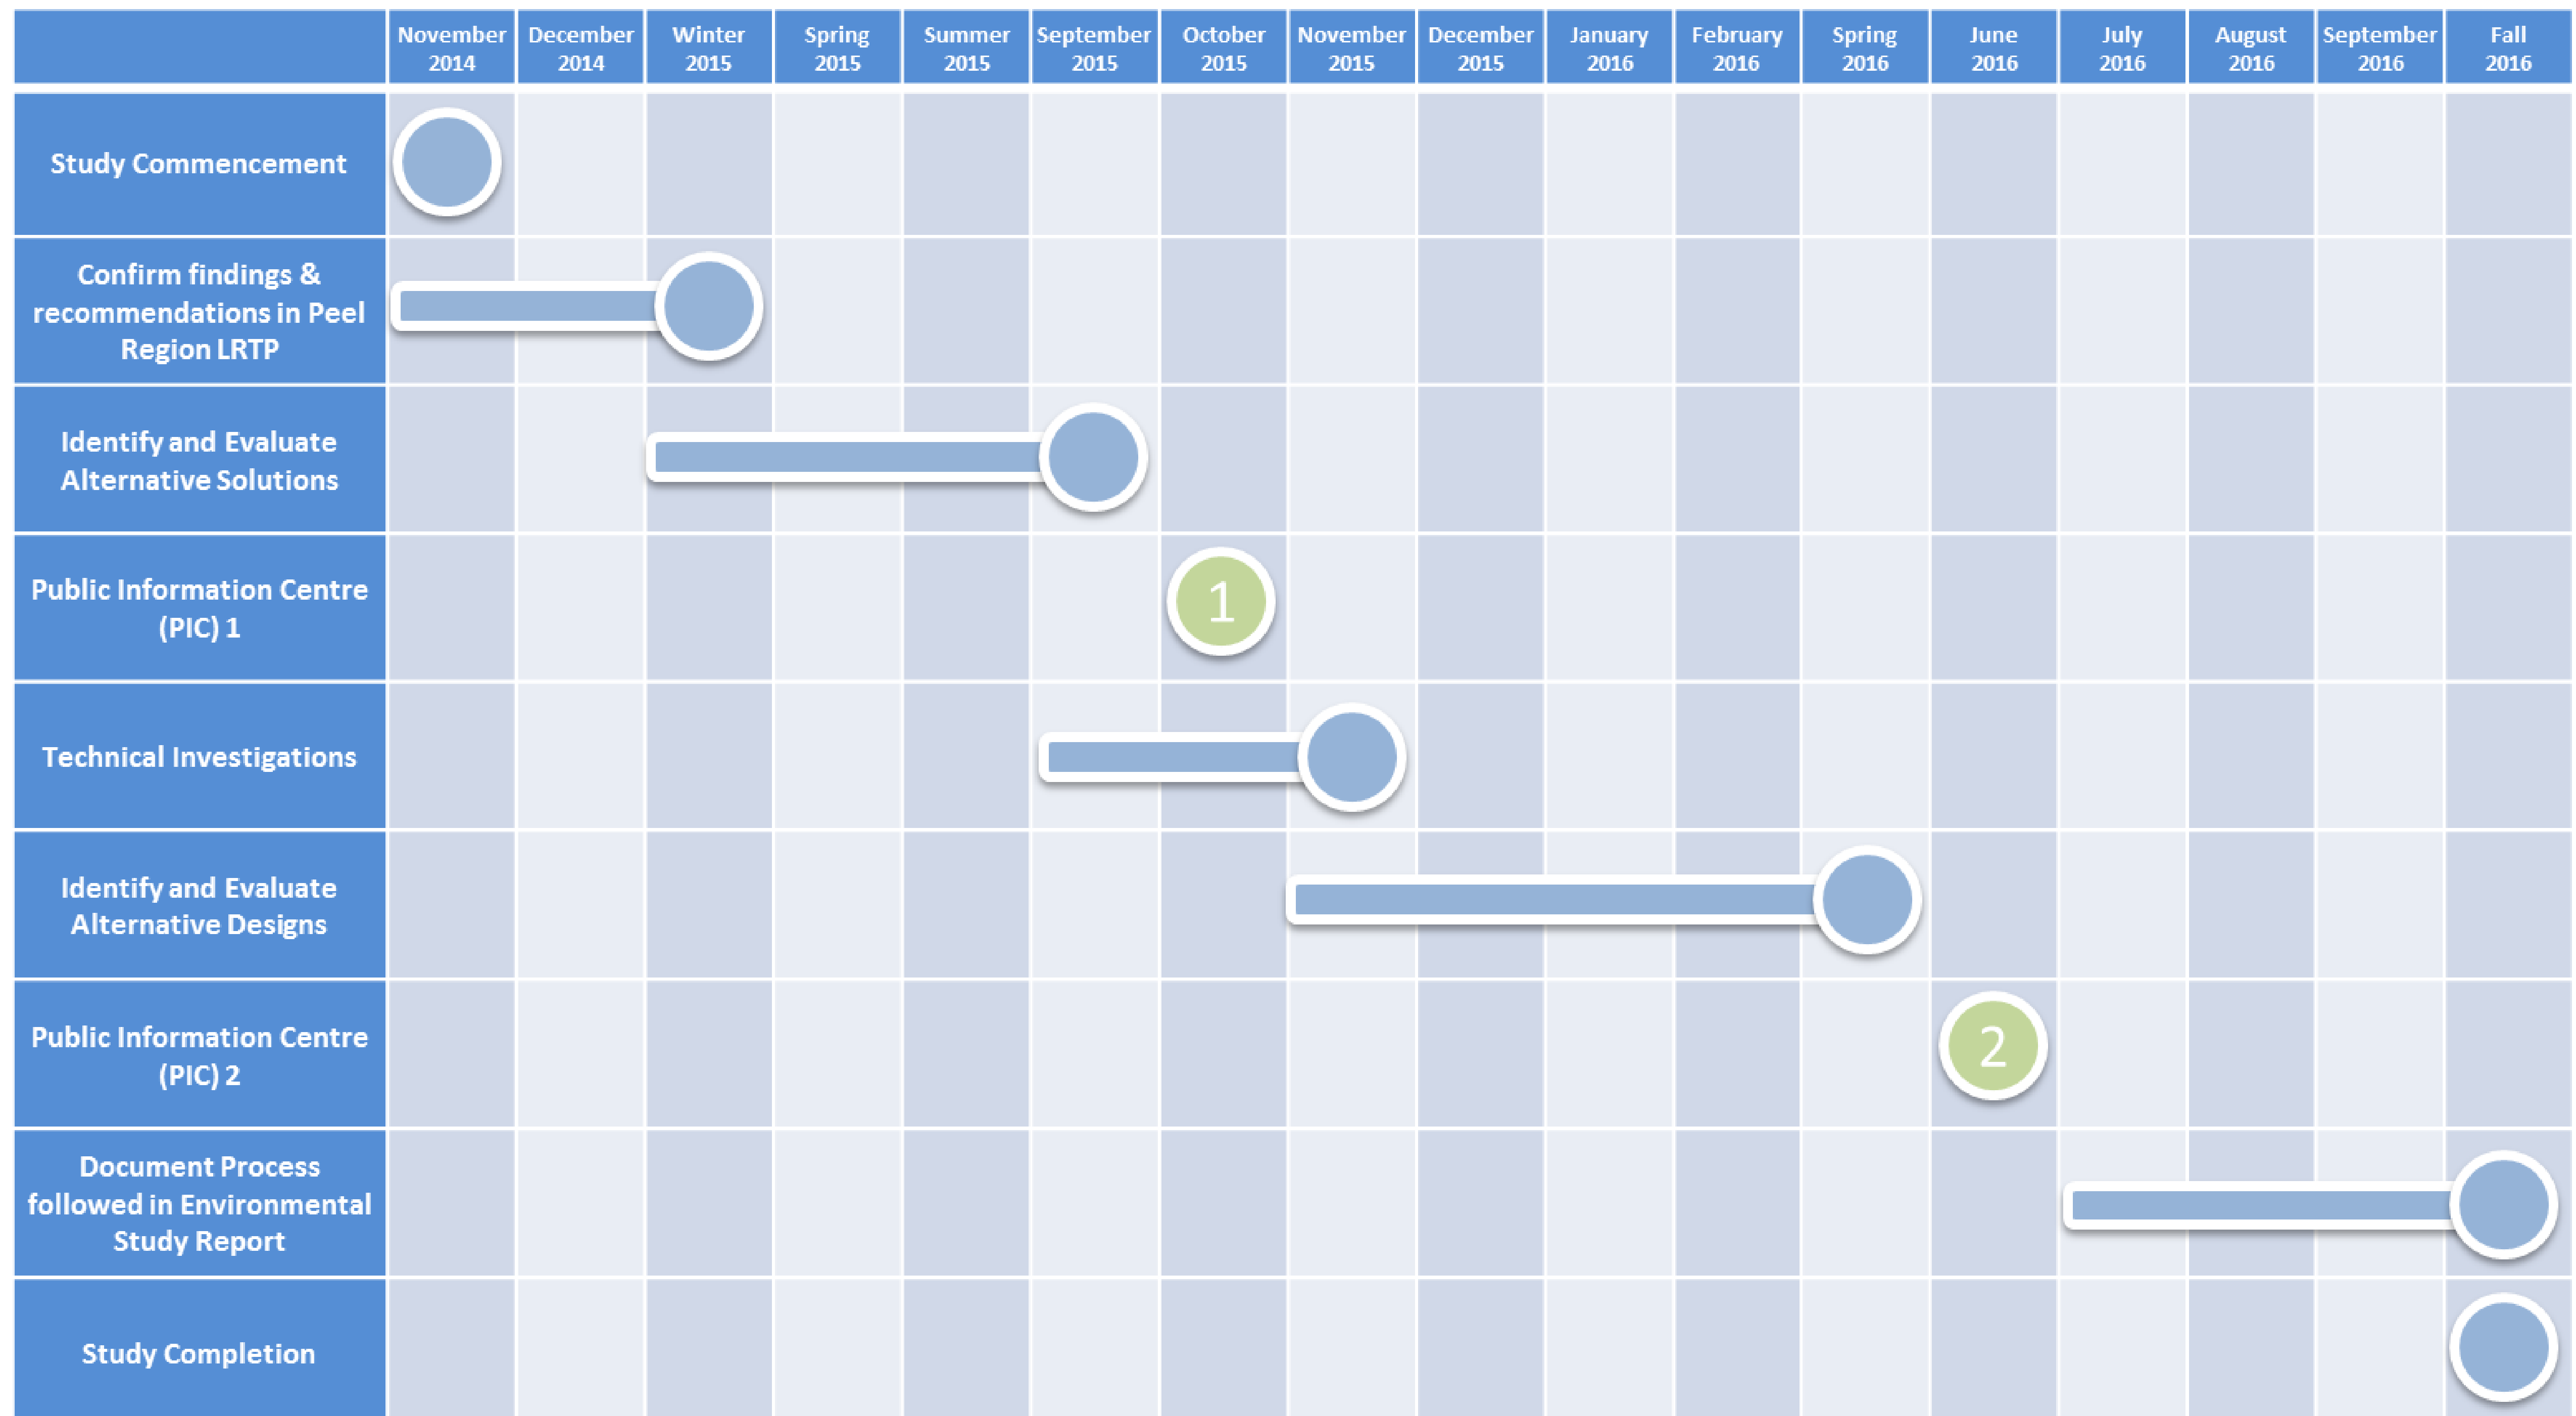 November December Winter Spring Summer September October November December January February Spring June July August September Fall
2014 2014 2015 2015 2015 2015 2015 2015 2015 2016 2016 2016 2016 2016 2016 2016 2016
Study Commencement
Confirm findings &
recommendations in Peel
Region LRTP
Identify and Evaluate
Alternative Solutions
Public Information Centre
(PIC) 1
1
Technical Investigations
Identify and Evaluate
Alternative Designs
Public Information Centre
(PIC) 2
2
Document Process
followed in Environmental
Study Report
Study Completion